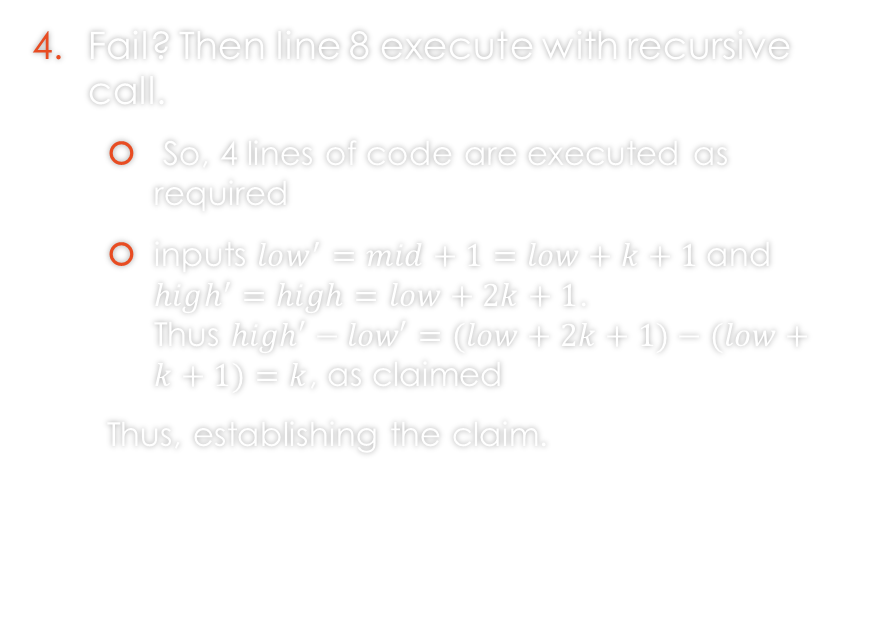 4. Fail? Then line 8 execute with recursive
call.
So, 4 lines of code are executed as
required
inputs low′ = mid + 1 = low + k + 1 and
high′ = high = low + 2k + 1.
Thus high′ − low′ = (low + 2k + 1) − (low +
k + 1) = k, as claimed
Thus, establishing the claim.